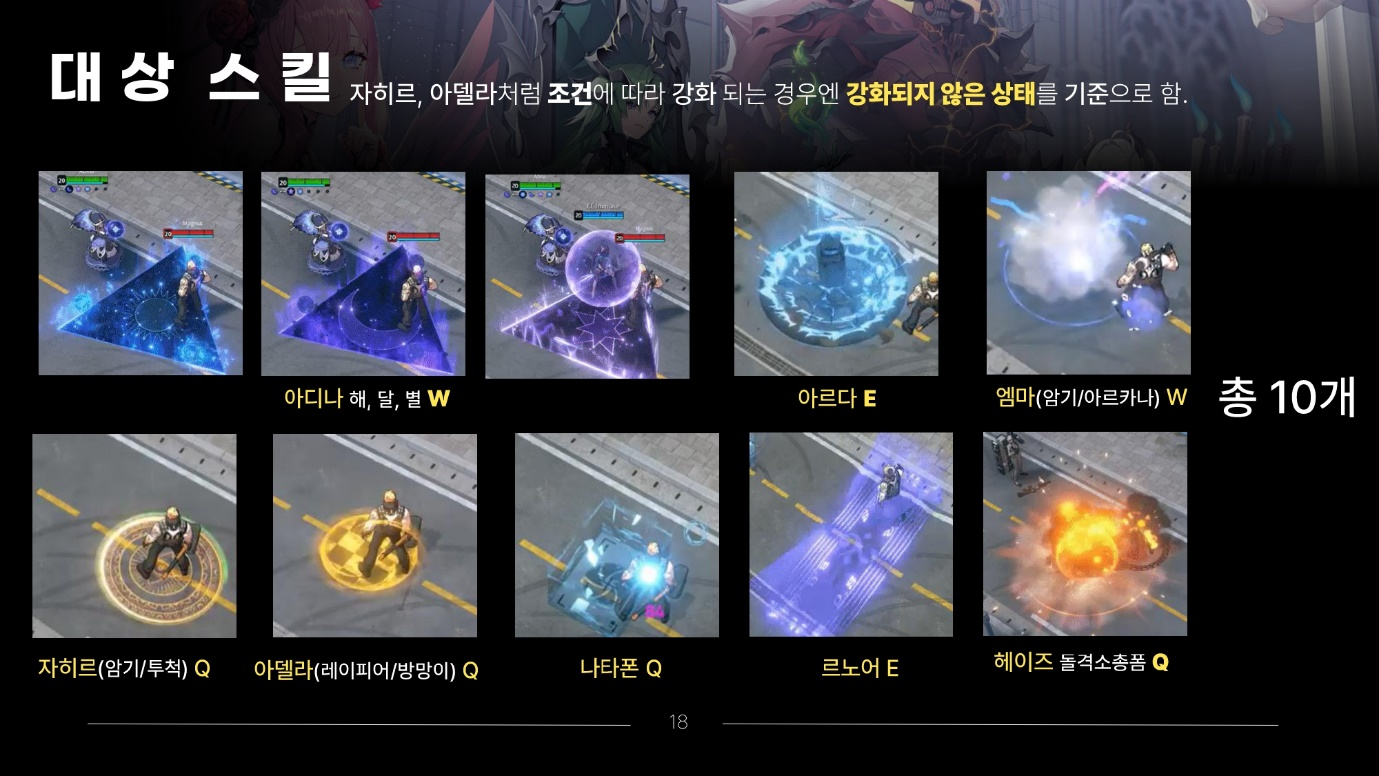 대상 스킬
자히르, 아델라처럼 조건에 따라 강화 되는 경우엔 강화되지 않은 상태를 기준으로 함.
아디나 해, 달, 별 W
아르다 E
엠마(암기/아르카나) W
총 10개
자히르(암기/투척) Q
아델라(레이피어/방망이) Q
나타폰 Q
르노어 E
헤이즈 돌격소총폼 Q
18